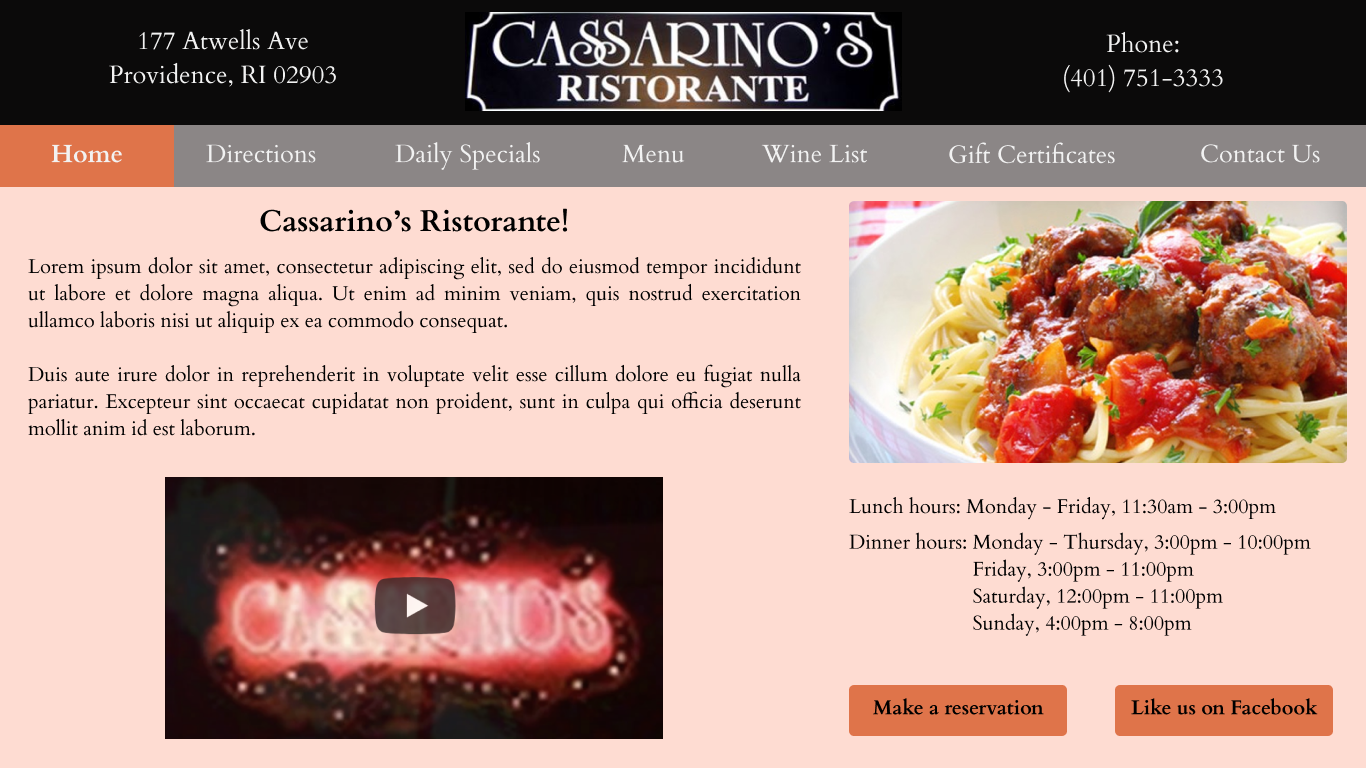 177 Atwells Ave
Providence, RI 02903
CASSARINO'S
RISTORANTE
Phone:
(401) 751-3333
Home
Directions
Daily Specials
Menu
Wine List
Gift Certificates
Contact Us
Cassarino’s Ristorante!
Lorem ipsum dolor sit amet, consectetur adipiscing elit, sed do eiusmod tempor incididunt
ut labore et dolore magna aliqua. Ut enim ad minim veniam, quis nostrud exercitation
ullamco laboris nisi ut aliquip ex ea commodo consequat.
Duis aute irure dolor in reprehenderit in voluptate velit esse cillum dolore eu fugiat nulla
pariatur. Excepteur sint occaecat cupidatat non proident, sunt in culpa qui officia deserunt
mollit anim id est laborum.
CASSARINO'S
Lunch hours: Monday - Friday, 11:30am - 3:00pm
Dinner hours: Monday - Thursday, 3:00pm - 10:00pm
Friday, 3:00pm - 11:00pm
Saturday, 12:00pm - 11:00pm
Sunday, 4:00pm - 8:00pm
Make a reservation
Like us on Facebook